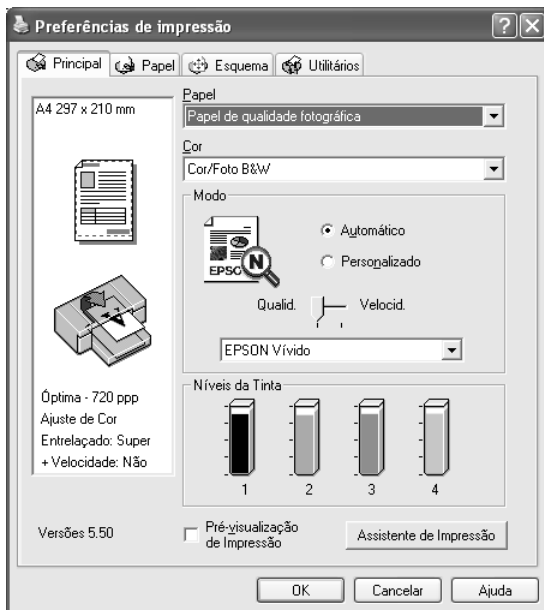 Preferências de impressão
Principal
Papel
Esquema
Utilitários
A4 297 x 210 mm
Óptima - 720 ppp
Ajuste de Cor
Entrelaçado: Super
+ Velocidade: Não
Versões 5.50
Papel
Papel de qualidade fotográfica
Cor
Cor/Foto B&W
Modo
EPSO
N
Automático
Personalizado
Qualid.
Velocid.
EPSON Vívido
Níveis da Tinta
1 2 3 4
Pré-visualização
de Impressão
Assistente de Impressão
OK
Cancelar
Ajuda